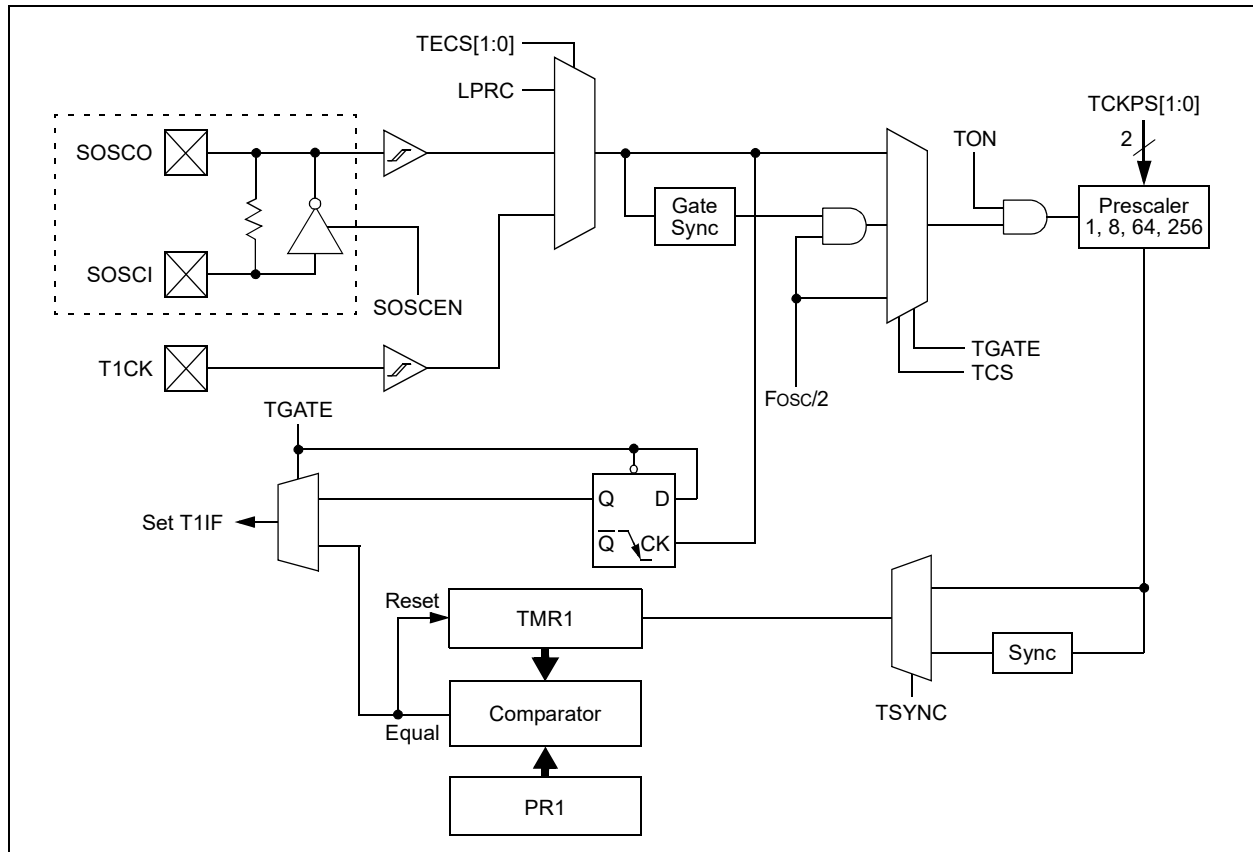 TECS[1:0]
LPRC
TCKPS[1:0]
SOSCO
TON
2
Gate
Sync
Prescaler
1, 8, 64, 256
SOSCI
SOSCEN
TGATE
T1CK
TCS
FOSC/2
TGATE
Q
D
Set T1IF
Q
CK
Reset
TMR1
Sync
Comparator
TSYNC
Equal
PR1